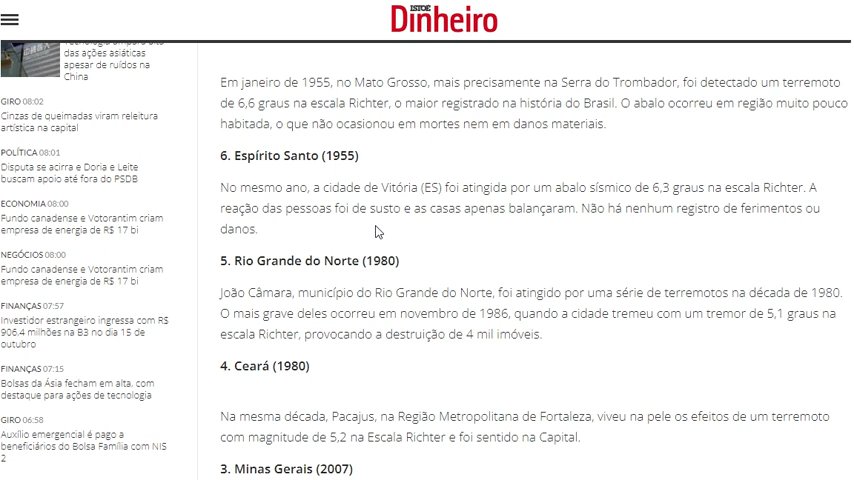 ISTOÉ
Dinheiro
das ações asiáticas
apesar de ruídos na
China
GIRO 08:02
Cinzas de queimadas viram releitura
artística na capital
POLÍTICA 08:01
Disputa se acirra e Doria e Leite
buscam apoio até fora do PSDB
ECONOMIA 08:00
Fundo canadense e Votorantim criam
empresa de energia de R$ 17 bi
NEGÓCIOS 08:00
Fundo canadense e Votorantim criam
empresa de energia de R$ 17 bi
FINANÇAS 07:57
Investidor estrangeiro ingressa com R$
906,4 milhões na B3 no dia 15 de
outubro
FINANÇAS 07:15
Bolsas da Ásia fecham em alta, com
destaque para ações de tecnologia
GIRO 06:58
Auxílio emergencial é pago a
beneficiários do Bolsa Família com NIS
2
Em janeiro de 1955, no Mato Grosso, mais precisamente na Serra do Trombador, foi detectado um terremoto
de 6,6 graus na escala Richter, o maior registrado na história do Brasil. O abalo ocorreu em região muito pouco
habitada, o que não ocasionou em mortes nem em danos materiais.
6. Espírito Santo (1955)
No mesmo ano, a cidade de Vitória (ES) foi atingida por um abalo sísmico de 6,3 graus na escala Richter. A
reação das pessoas foi de susto e as casas apenas balançaram. Não há nenhum registro de ferimentos ou
danos.
5. Rio Grande do Norte (1980)
João Câmara, município do Rio Grande do Norte, foi atingido por uma série de terremotos na década de 1980.
O mais grave deles ocorreu em novembro de 1986, quando a cidade tremeu com um tremor de 5,1 graus na
escala Richter, provocando a destruição de 4 mil imóveis.
4. Ceará (1980)
Na mesma década, Pacajus, na Região Metropolitana de Fortaleza, viveu na pele os efeitos de um terremoto
com magnitude de 5,2 na Escala Richter e foi sentido na Capital.
3. Minas Gerais (2007)